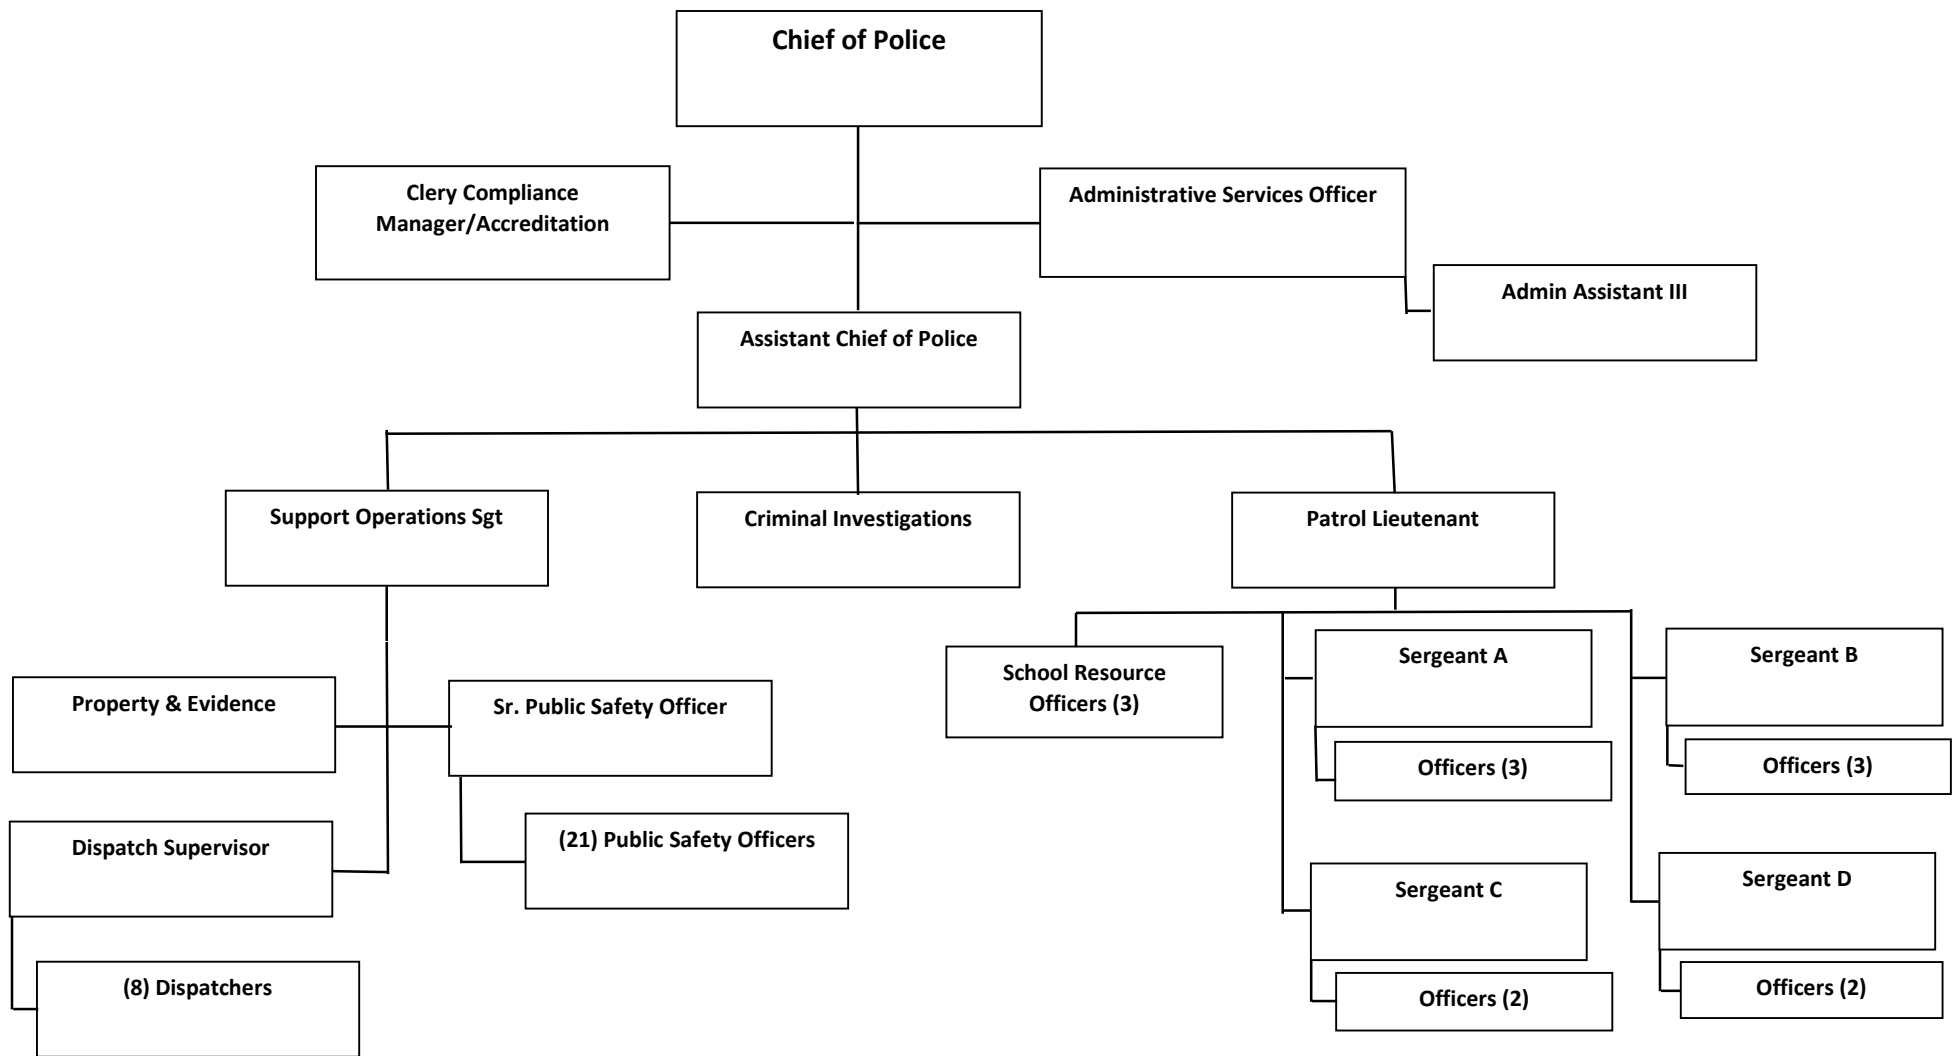 Chief of Police
Clery Compliance
Manager/Accreditation
Administrative Services Officer
Admin Assistant III
Assistant Chief of Police
Support Operations Sgt
Criminal Investigations
Patrol Lieutenant
Property & Evidence
Sr. Public Safety Officer
School Resource
Officers (3)
Sergeant A
Sergeant B
Officers (3)
Officers (3)
Dispatch Supervisor
(21) Public Safety Officers
Sergeant C
Sergeant D
(8) Dispatchers
Officers (2)
Officers (2)